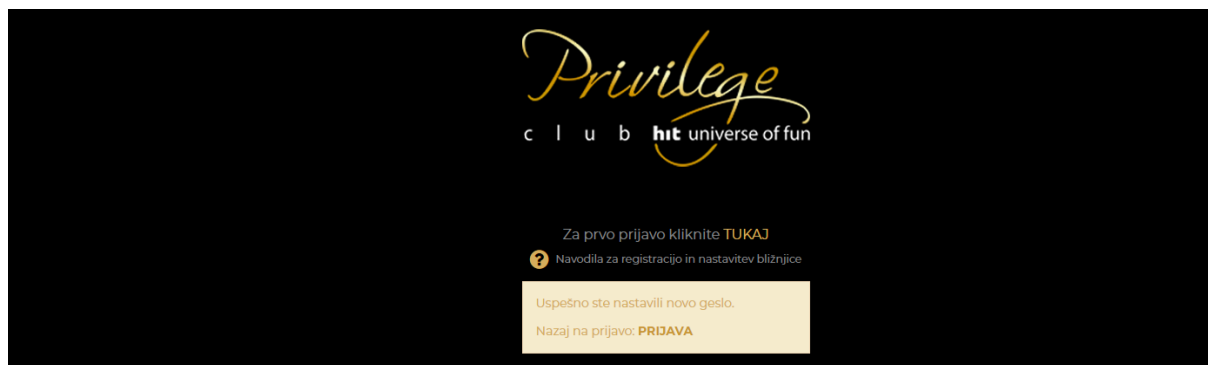 Privilege
club hit universe of fun
Za prvo prijavo kliknite TUKAJ
? Navodila za registracijo in nastavitev bližnjice
Uspešno ste nastavili novo geslo.
Nazaj na prijavo: PRIJAVA